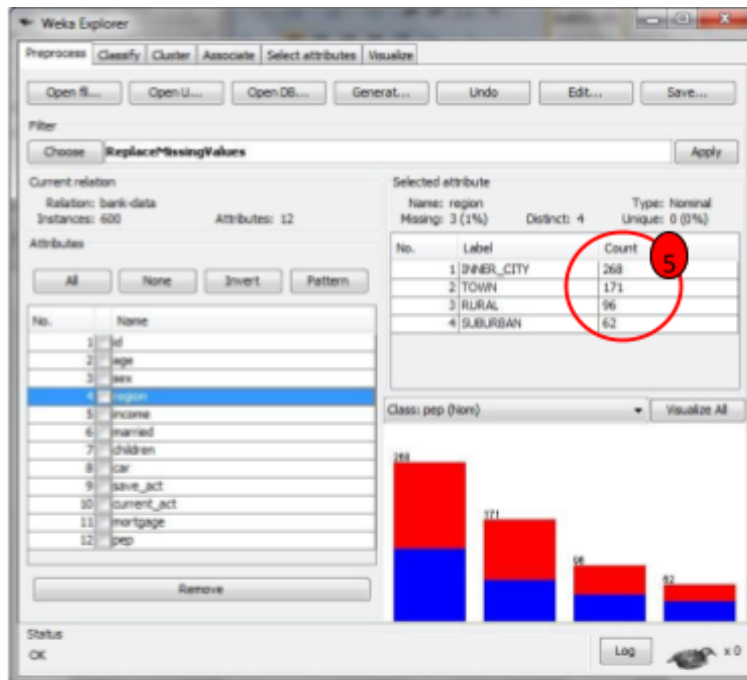 Weka Explorer
Preprocess Classify Cluster Associate Select attributes Visualize
Open fi... Open U... Open DB... Generat... Undo Edit... Save...
Filter
Choose ReplaceMissingValues Apply
Current relation
Relation: bank-data
Instances: 600 Attributes: 12
Attributes
All None Invert Pattern
No. Name
1 id
2 age
3 sex
4 region
5 income
6 married
7 children
8 car
9 save_act
10 current_act
11 mortgage
12 pep
Remove
Selected attribute
Name: region Type: Nominal
Missing: 3 (1%) Distinct: 4 Unique: 0 (0%)
No. Label Count
1 INNER_CITY 268
2 TOWN 171
3 RURAL 96
4 SUBURBAN 62
5
Class: pep (Nom) Visualize All
268
171
96
62
Status
OK
Log x 0